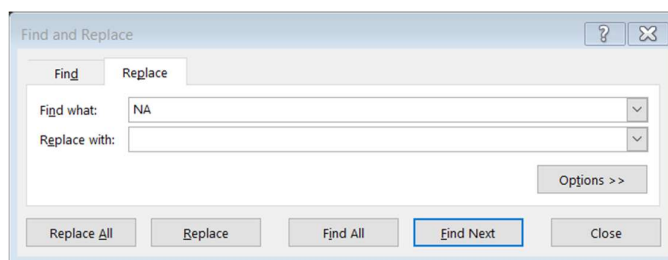 Find and Replace
Find Replace
Find what: NA
Replace with:
Options >>
Replace All Replace Find All Find Next Close